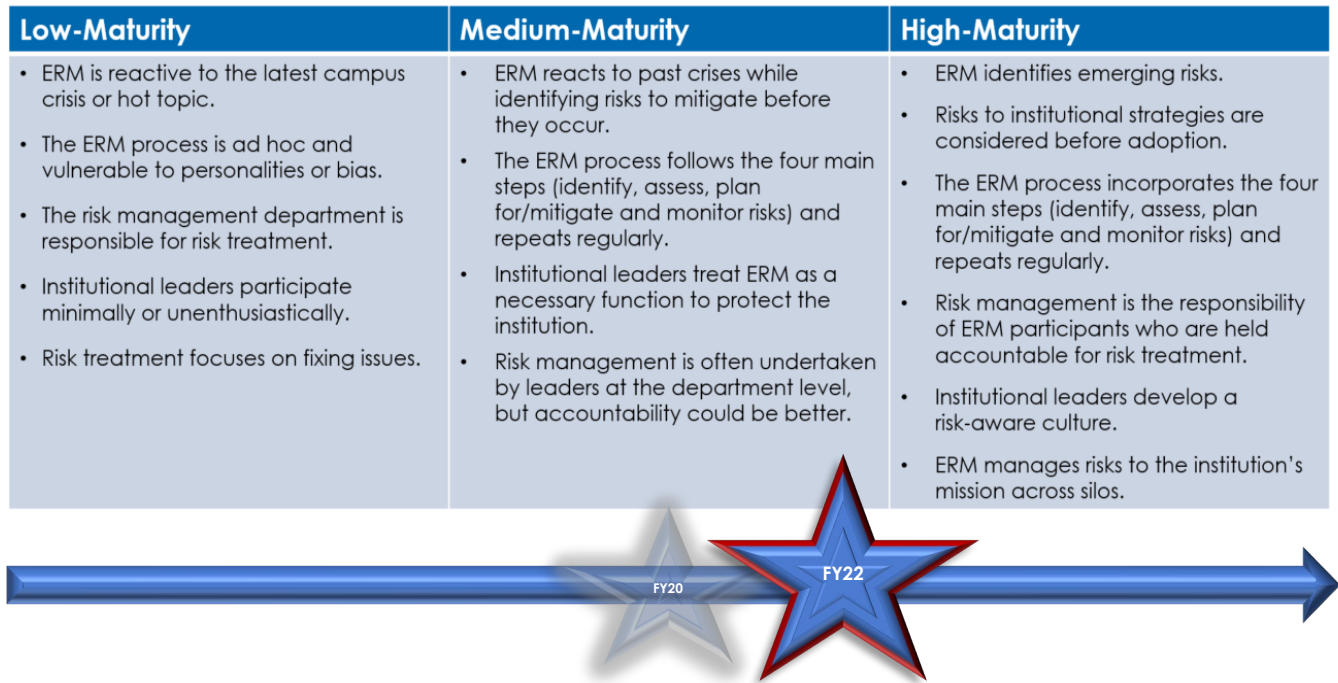 Low-Maturity
• ERM is reactive to the latest campus
crisis or hot topic.
• The ERM process is ad hoc and
vulnerable to personalities or bias.
• The risk management department is
responsible for risk treatment.
• Institutional leaders participate
minimally or unenthusiastically.
• Risk treatment focuses on fixing issues.
Medium-Maturity
• ERM reacts to past crises while
identifying risks to mitigate before
they occur.
• The ERM process follows the four main
steps (identify, assess, plan
for/mitigate and monitor risks) and
repeats regularly.
• Institutional leaders treat ERM as a
necessary function to protect the
institution.
• Risk management is often undertaken
by leaders at the department level,
but accountability could be better.
High-Maturity
• ERM identifies emerging risks.
• Risks to institutional strategies are
considered before adoption.
• The ERM process incorporates the four
main steps (identify, assess, plan
for/mitigate and monitor risks) and
repeats regularly.
• Risk management is the responsibility
of ERM participants who are held
accountable for risk treatment.
• Institutional leaders develop a
risk-aware culture.
• ERM manages risks to the institution’s
mission across silos.
FY20
FY22